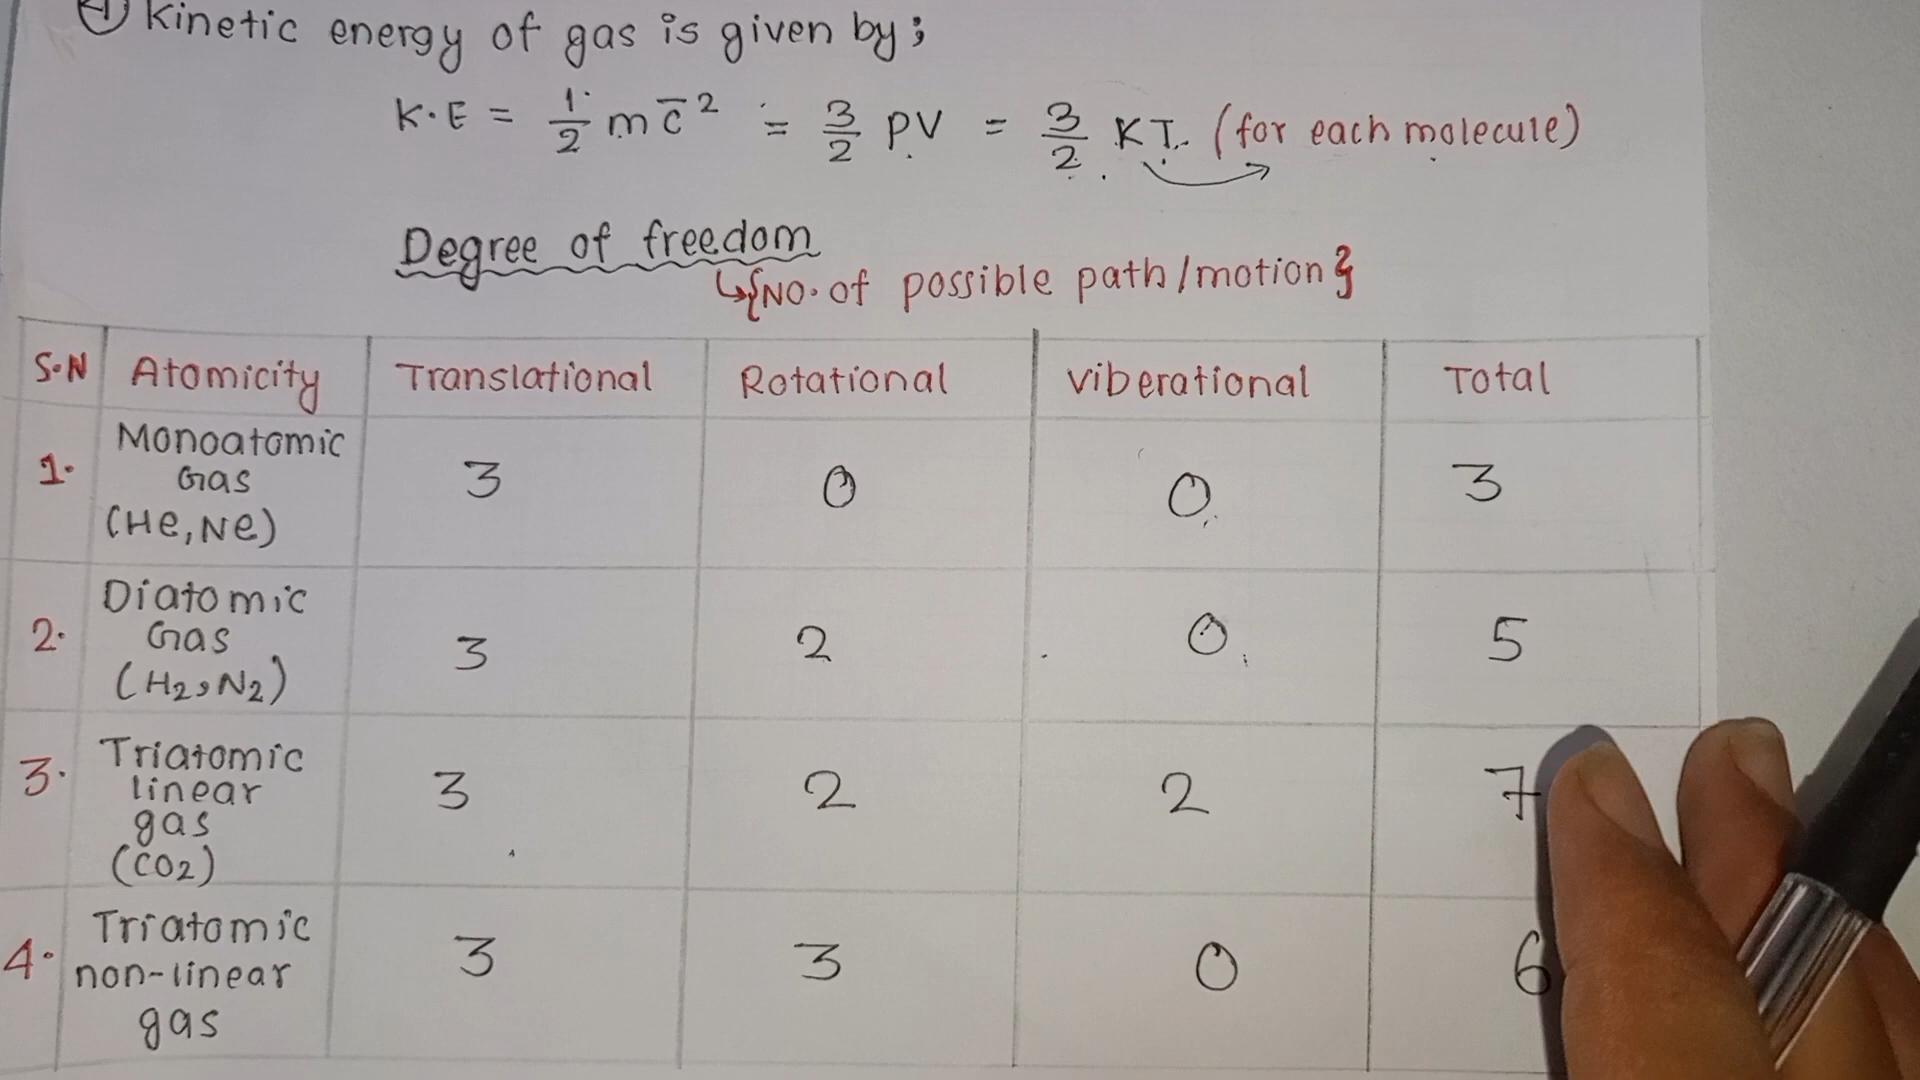 ④ Kinetic energy of gas is given by;
K.E = 1/2 m c̅² = 3/2 PV = 3/2 KT. (for each molecule)
Degree of freedom
↳{NO. of possible path/motion}
S.N Atomicity Translational Rotational Viberational Total
1. Monoatomic Gas (He, Ne) 3 0 0 3
2. Diatomic Gas (H2, N2) 3 2 0 5
3. Triatomic linear gas (CO2) 3 2 2 7
4. Triatomic non-linear gas 3 3 0 6